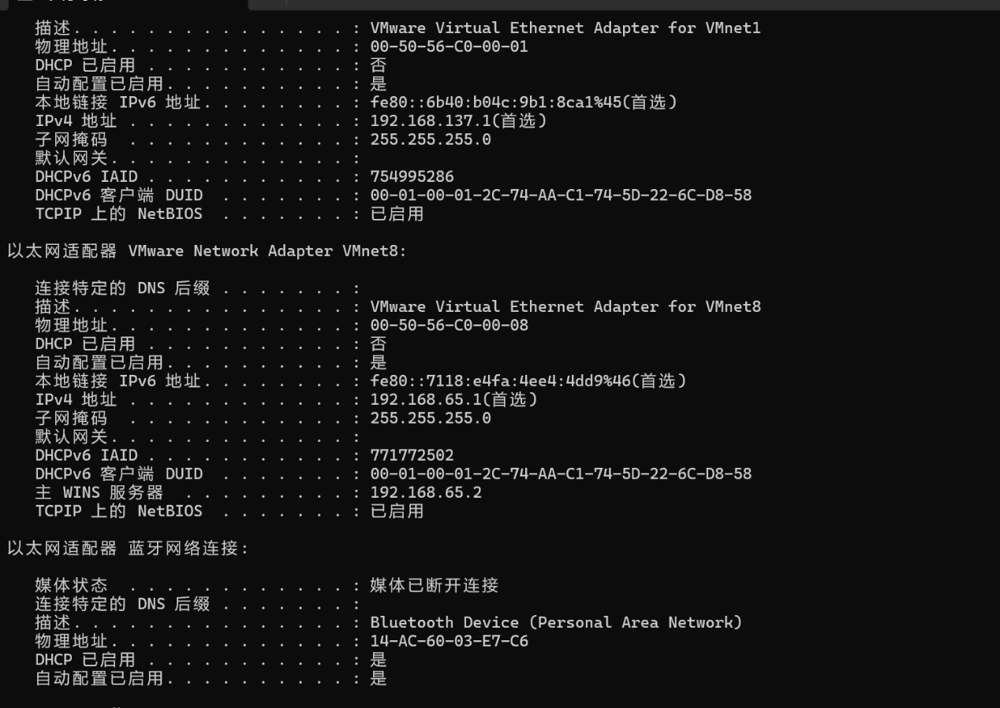 描述. . . . . . . . . . . . . . . : VMware Virtual Ethernet Adapter for VMnet1
物理地址. . . . . . . . . . . . . : 00-50-56-C0-00-01
DHCP 已启用 . . . . . . . . . . . : 否
自动配置已启用. . . . . . . . . . : 是
本地链接 IPv6 地址. . . . . . . . : fe80::6b40:b04c:9b1:8ca1%45(首选)
IPv4 地址 . . . . . . . . . . . . : 192.168.137.1(首选)
子网掩码  . . . . . . . . . . . . : 255.255.255.0
默认网关. . . . . . . . . . . . . :
DHCPv6 IAID . . . . . . . . . . . : 754995286
DHCPv6 客户端 DUID  . . . . . . . : 00-01-00-01-2C-74-AA-C1-74-5D-22-6C-D8-58
TCPIP 上的 NetBIOS  . . . . . . . : 已启用
以太网适配器 VMware Network Adapter VMnet8:
连接特定的 DNS 后缀 . . . . . . . :
描述. . . . . . . . . . . . . . . : VMware Virtual Ethernet Adapter for VMnet8
物理地址. . . . . . . . . . . . . : 00-50-56-C0-00-08
DHCP 已启用 . . . . . . . . . . . : 否
自动配置已启用. . . . . . . . . . : 是
本地链接 IPv6 地址. . . . . . . . : fe80::7118:e4fa:4ee4:4dd9%46(首选)
IPv4 地址 . . . . . . . . . . . . : 192.168.65.1(首选)
子网掩码  . . . . . . . . . . . . : 255.255.255.0
默认网关. . . . . . . . . . . . . :
DHCPv6 IAID . . . . . . . . . . . : 771772502
DHCPv6 客户端 DUID  . . . . . . . : 00-01-00-01-2C-74-AA-C1-74-5D-22-6C-D8-58
主 WINS 服务器  . . . . . . . . . : 192.168.65.2
TCPIP 上的 NetBIOS  . . . . . . . : 已启用
以太网适配器 蓝牙网络连接:
媒体状态  . . . . . . . . . . . . : 媒体已断开连接
连接特定的 DNS 后缀 . . . . . . . :
描述. . . . . . . . . . . . . . . : Bluetooth Device (Personal Area Network)
物理地址. . . . . . . . . . . . . : 14-AC-60-03-E7-C6
DHCP 已启用 . . . . . . . . . . . : 是
自动配置已启用. . . . . . . . . . : 是